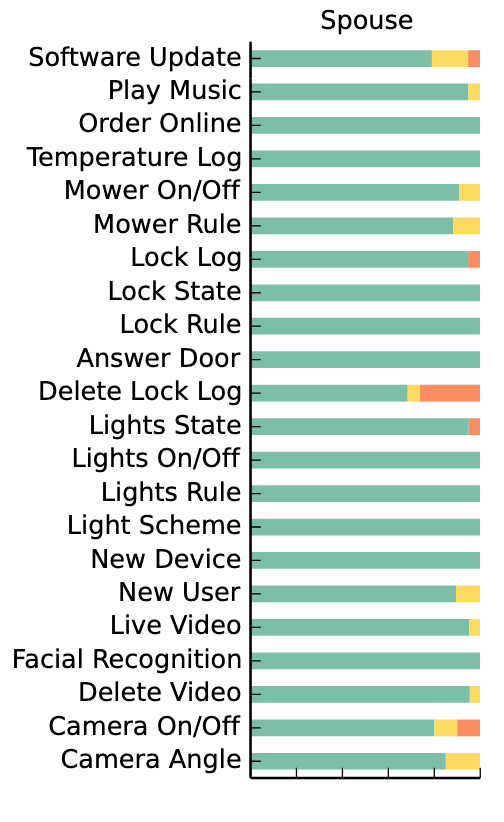 Spouse
Software Update
Play Music
Order Online
Temperature Log
Mower On/Off
Mower Rule
Lock Log
Lock State
Lock Rule
Answer Door
Delete Lock Log
Lights State
Lights On/Off
Lights Rule
Light Scheme
New Device
New User
Live Video
Facial Recognition
Delete Video
Camera On/Off
Camera Angle